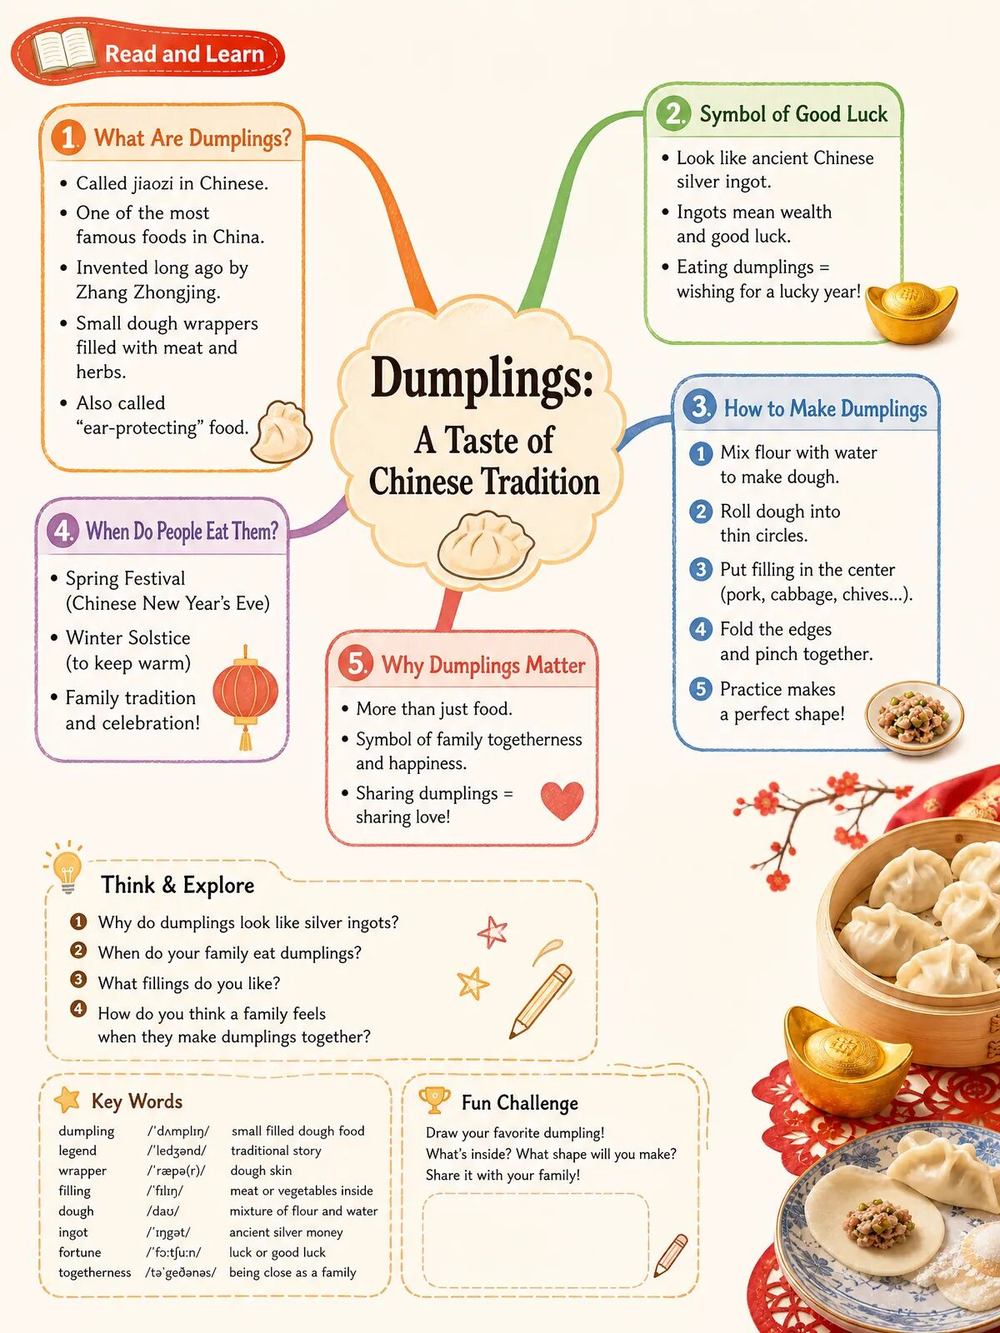 Read and Learn
1. What Are Dumplings?
• Called jiaozi in Chinese.
• One of the most
famous foods in China.
• Invented long ago by
Zhang Zhongjing.
• Small dough wrappers
filled with meat and
herbs.
• Also called
“ear-protecting” food.
2. Symbol of Good Luck
• Look like ancient Chinese
silver ingot.
• Ingots mean wealth
and good luck.
• Eating dumplings =
wishing for a lucky year!
Dumplings:
A Taste of
Chinese Tradition
3. How to Make Dumplings
1 Mix flour with water
to make dough.
2 Roll dough into
thin circles.
3 Put filling in the center
(pork, cabbage, chives...).
4 Fold the edges
and pinch together.
5 Practice makes
a perfect shape!
4. When Do People Eat Them?
• Spring Festival
(Chinese New Year’s Eve)
• Winter Solstice
(to keep warm)
• Family tradition
and celebration!
5. Why Dumplings Matter
• More than just food.
• Symbol of family togetherness
and happiness.
• Sharing dumplings =
sharing love!
Think & Explore
1 Why do dumplings look like silver ingots?
2 When do your family eat dumplings?
3 What fillings do you like?
4 How do you think a family feels
when they make dumplings together?
Key Words
dumpling /ˈdʌmplɪŋ/ small filled dough food
legend /ˈledʒənd/ traditional story
wrapper /ˈræpə(r)/ dough skin
filling /ˈfɪlɪŋ/ meat or vegetables inside
dough /daʊ/ mixture of flour and water
ingot /ˈɪŋgət/ ancient silver money
fortune /ˈfɔːtʃuːn/ luck or good luck
togetherness /təˈgeðənəs/ being close as a family
Fun Challenge
Draw your favorite dumpling!
What’s inside? What shape will you make?
Share it with your family!